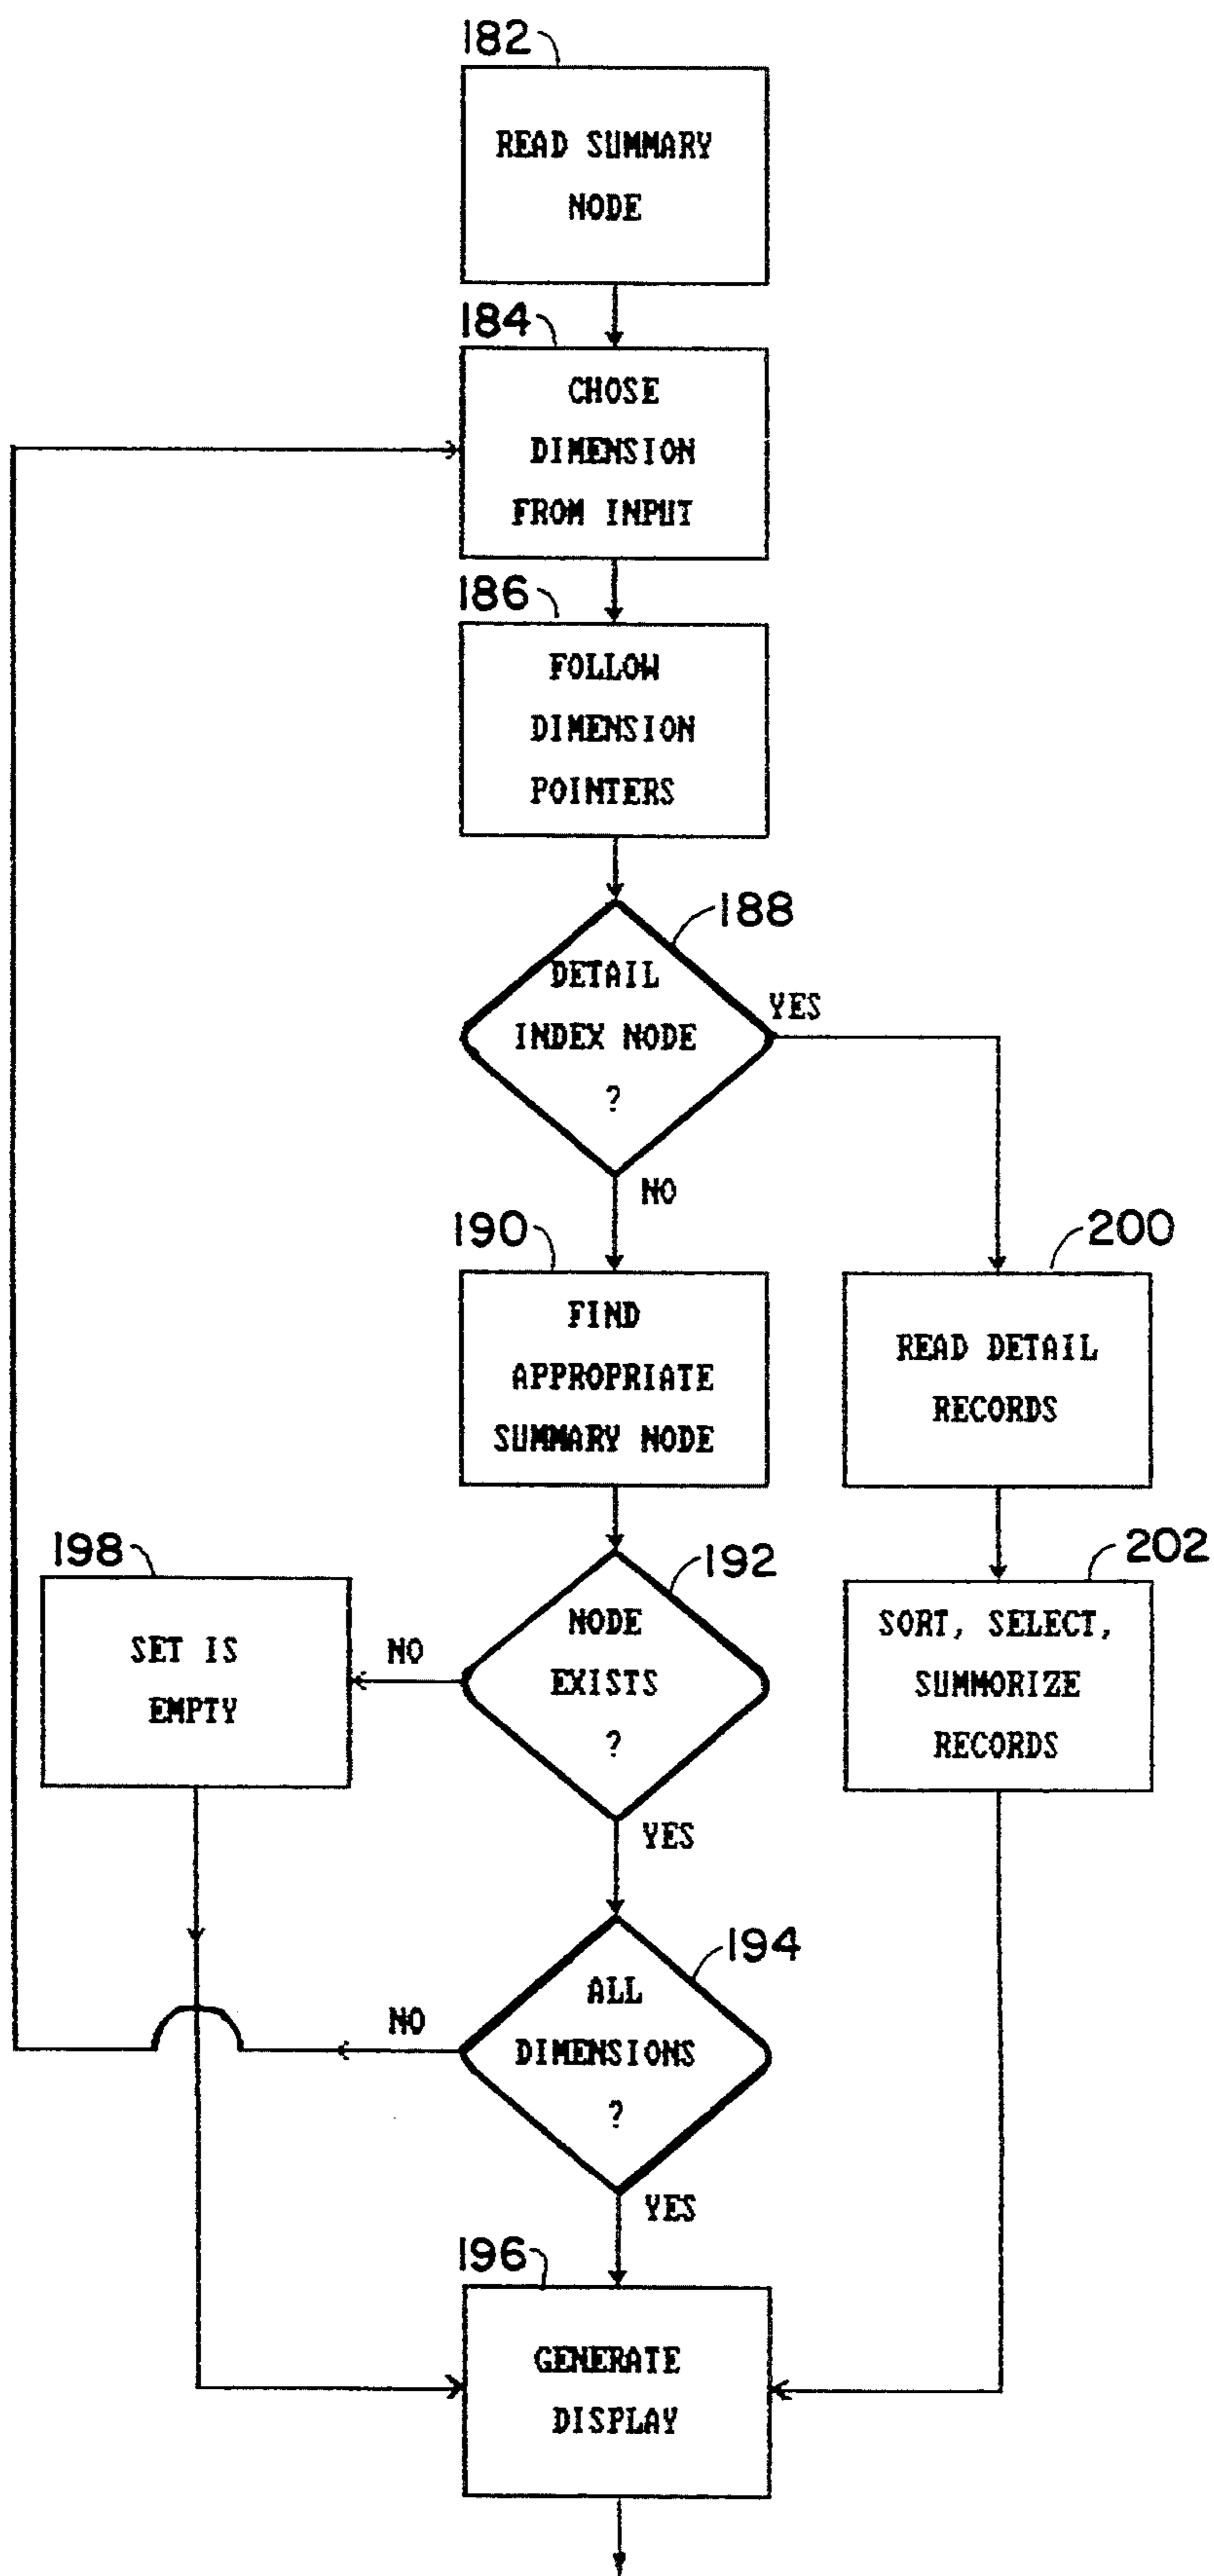 182
READ SUMMARY
NODE
184
CHOSE
DIMENSION
FROM INPUT
186
FOLLOW
DIMENSION
POINTERS
188
DETAIL
INDEX NODE
?
YES
NO
190
FIND
APPROPRIATE
SUMMARY NODE
200
READ DETAIL
RECORDS
192
NODE
EXISTS
?
NO
YES
198
SET IS
EMPTY
202
SORT, SELECT,
SUMMORIZE
RECORDS
194
ALL
DIMENSIONS
?
NO
YES
196
GENERATE
DISPLAY